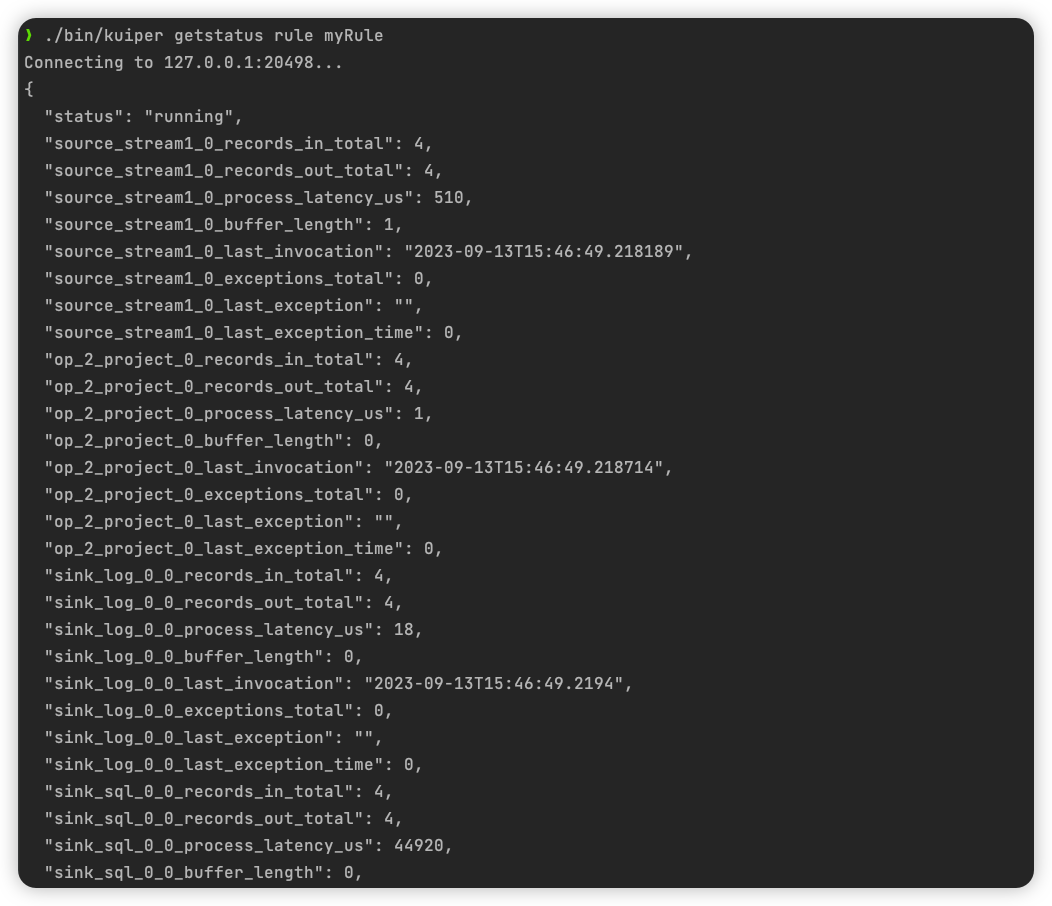 ❯ ./bin/kuiper getstatus rule myRule
Connecting to 127.0.0.1:20498...
{
  "status": "running",
  "source_stream1_0_records_in_total": 4,
  "source_stream1_0_records_out_total": 4,
  "source_stream1_0_process_latency_us": 510,
  "source_stream1_0_buffer_length": 1,
  "source_stream1_0_last_invocation": "2023-09-13T15:46:49.218189",
  "source_stream1_0_exceptions_total": 0,
  "source_stream1_0_last_exception": "",
  "source_stream1_0_last_exception_time": 0,
  "op_2_project_0_records_in_total": 4,
  "op_2_project_0_records_out_total": 4,
  "op_2_project_0_process_latency_us": 1,
  "op_2_project_0_buffer_length": 0,
  "op_2_project_0_last_invocation": "2023-09-13T15:46:49.218714",
  "op_2_project_0_exceptions_total": 0,
  "op_2_project_0_last_exception": "",
  "op_2_project_0_last_exception_time": 0,
  "sink_log_0_0_records_in_total": 4,
  "sink_log_0_0_records_out_total": 4,
  "sink_log_0_0_process_latency_us": 18,
  "sink_log_0_0_buffer_length": 0,
  "sink_log_0_0_last_invocation": "2023-09-13T15:46:49.2194",
  "sink_log_0_0_exceptions_total": 0,
  "sink_log_0_0_last_exception": "",
  "sink_log_0_0_last_exception_time": 0,
  "sink_sql_0_0_records_in_total": 4,
  "sink_sql_0_0_records_out_total": 4,
  "sink_sql_0_0_process_latency_us": 44920,
  "sink_sql_0_0_buffer_length": 0,